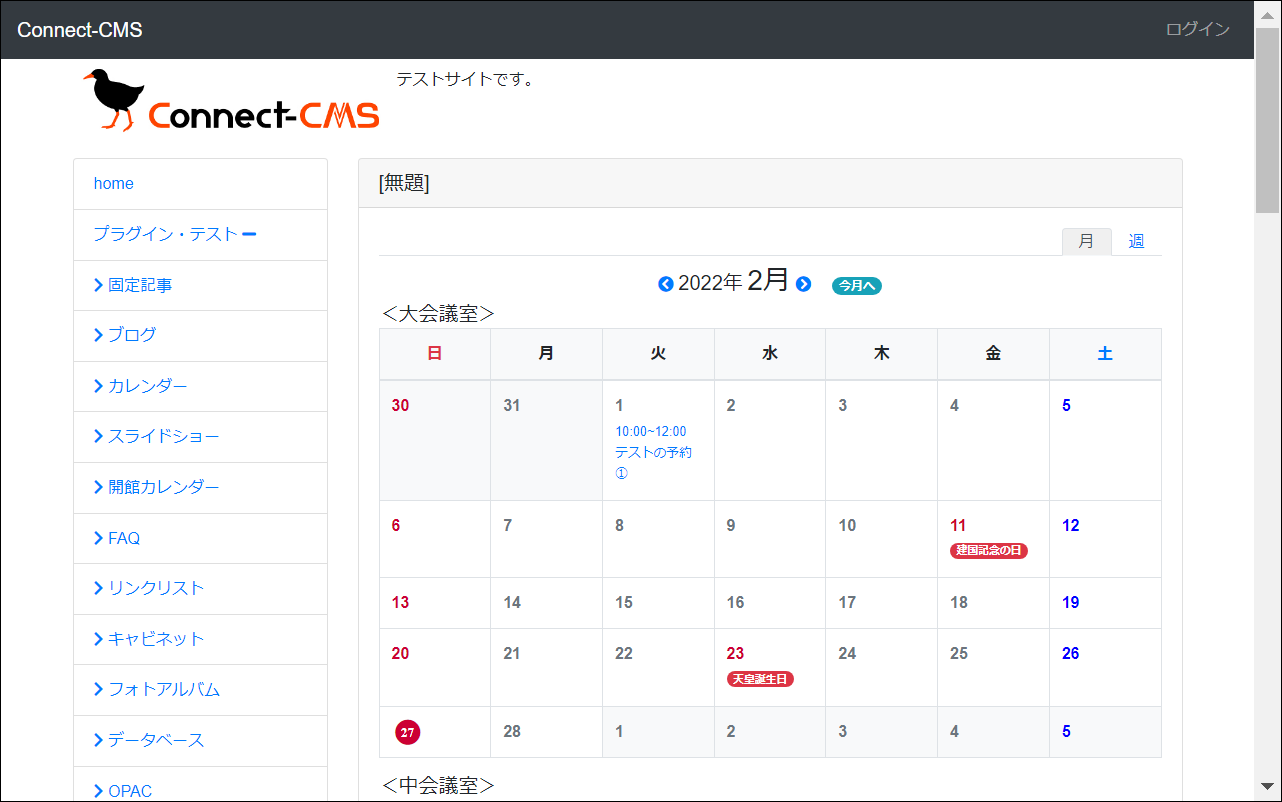 Connect-CMS
ログイン
Connect-CMS
テストサイトです。
home
プラグイン・テスト
固定記事
ブログ
カレンダー
スライドショー
開館カレンダー
FAQ
リンクリスト
キャビネット
フォトアルバム
データベース
OPAC
[無題]
月 週
2022年 2月 今月へ
＜大会議室＞
日 月 火 水 木 金 土
30 31 1 2 3 4 5
10:00~12:00
テストの予約
①
6 7 8 9 10 11 12
建国記念の日
13 14 15 16 17 18 19
20 21 22 23 24 25 26
天皇誕生日
27 28 1 2 3 4 5
＜中会議室＞